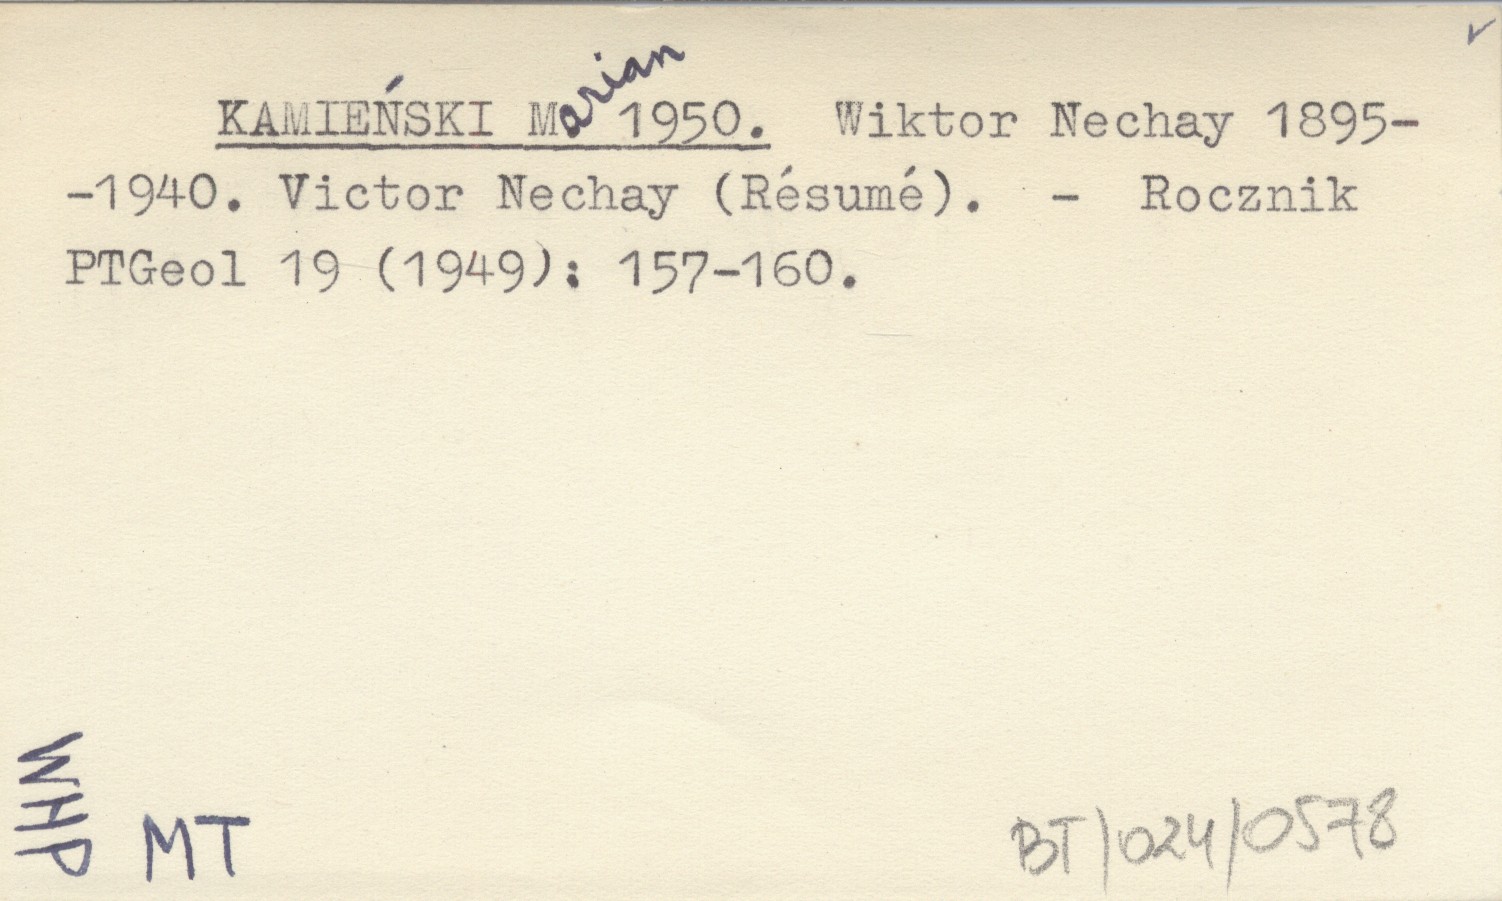 KAMIEŃSKI Marian 1950. Wiktor Nechay 1895-
-1940. Victor Nechay (Résumé). - Rocznik
PTGeol 19 (1949): 157-160.
WHP
MT
BT/024/0578